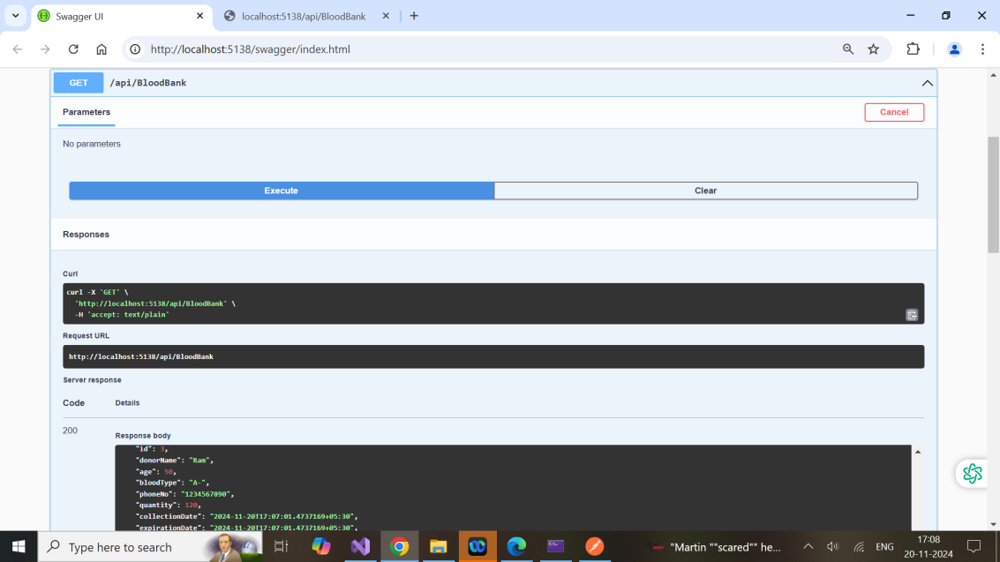 Swagger UI
localhost:5138/api/BloodBank
http://localhost:5138/swagger/index.html
GET /api/BloodBank
Parameters
Cancel
No parameters
Execute
Clear
Responses
Curl
curl -X 'GET' \
'http://localhost:5138/api/BloodBank' \
-H 'accept: text/plain'
Request URL
http://localhost:5138/api/BloodBank
Server response
Code Details
200
Response body
"id": 3,
"donorName": "Ram",
"age": 50,
"bloodType": "A-",
"phoneNo": "1234567890",
"quantity": 120,
"collectionDate": "2024-11-20T17:07:01.4737169+05:30",
"expirationDate": "2024-11-20T17:07:01.4737169+05:30",
Type here to search
"Martin ""scared"" he...
ENG
17:08
20-11-2024